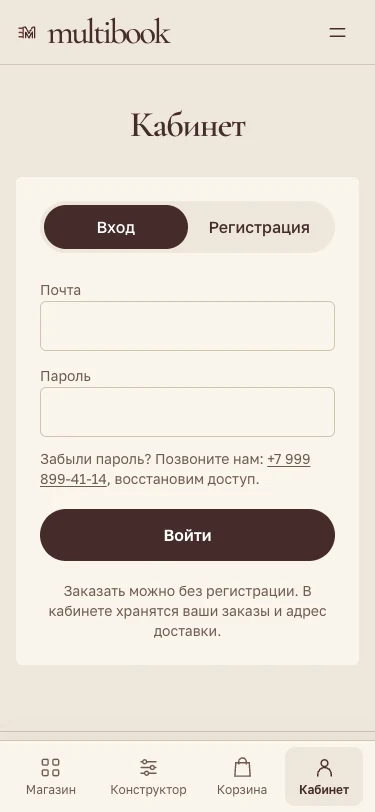 multibook
Кабинет
Вход
Регистрация
Почта
Пароль
Забыли пароль? Позвоните нам: +7 999
899-41-14, восстановим доступ.
Войти
Заказать можно без регистрации. В
кабинете хранятся ваши заказы и адрес
доставки.
Магазин
Конструктор
Корзина
Кабинет